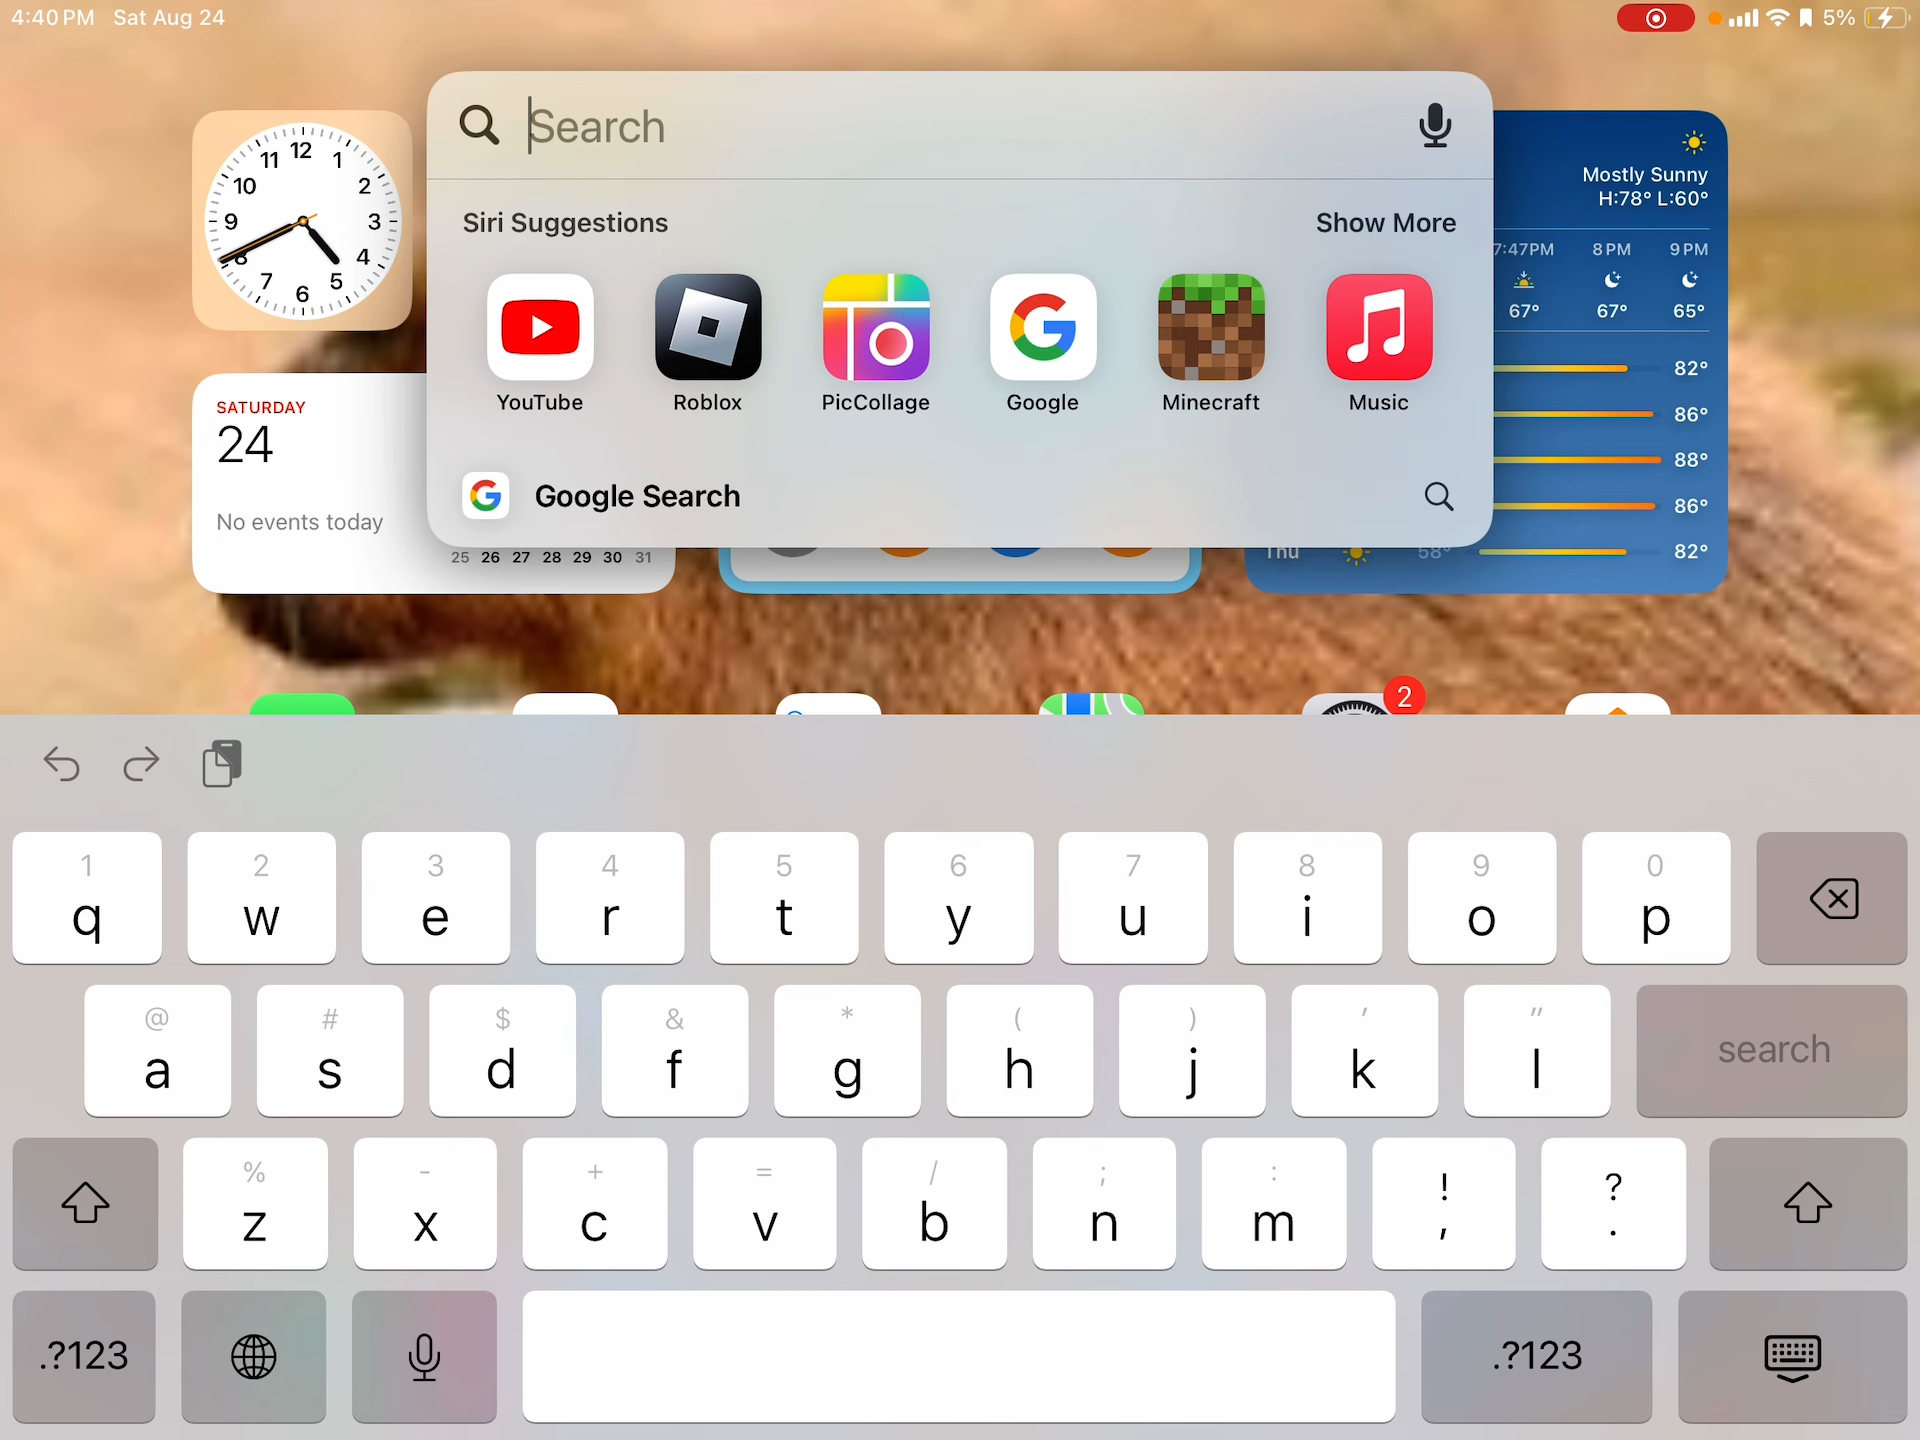 4:40 PM Sat Aug 24
5%
Search
Siri Suggestions
Show More
YouTube
Roblox
PicCollage
Google
Minecraft
Music
Google Search
12
1
2
3
4
5
6
7
8
9
10
11
SATURDAY
24
No events today
25 26 27 28 29 30 31
Mostly Sunny
H:78° L:60°
7:47PM 8PM 9PM
67° 67° 65°
82°
86°
88°
86°
Thu 58° 82°
2
1 2 3 4 5 6 7 8 9 0
q w e r t y u i o p
@ # $ & * ( ) ' "
a s d f g h j k l search
% - + = / ; : ! ?
z x c v b n m , .
.?123 .?123